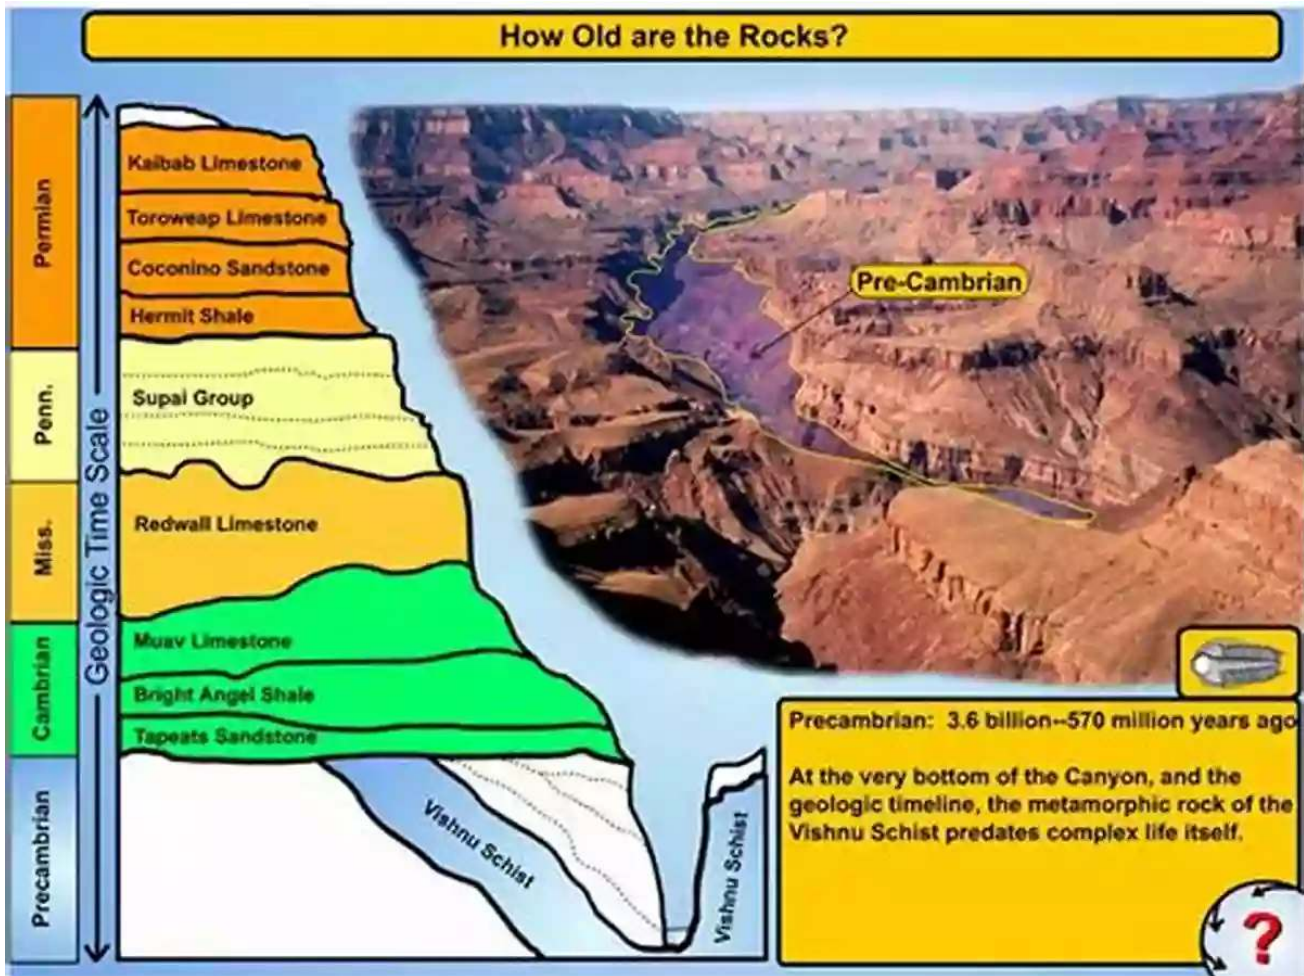 How Old are the Rocks?
Permian
Penn.
Miss.
Cambrian
Precambrian
Geologic Time Scale
Kaibab Limestone
Toroweap Limestone
Coconino Sandstone
Hermit Shale
Supai Group
Redwall Limestone
Muav Limestone
Bright Angel Shale
Tapeats Sandstone
Vishnu Schist
Vishnu Schist
Pre-Cambrian
Precambrian: 3.6 billion--570 million years ago
At the very bottom of the Canyon, and the
geologic timeline, the metamorphic rock of the
Vishnu Schist predates complex life itself.
?